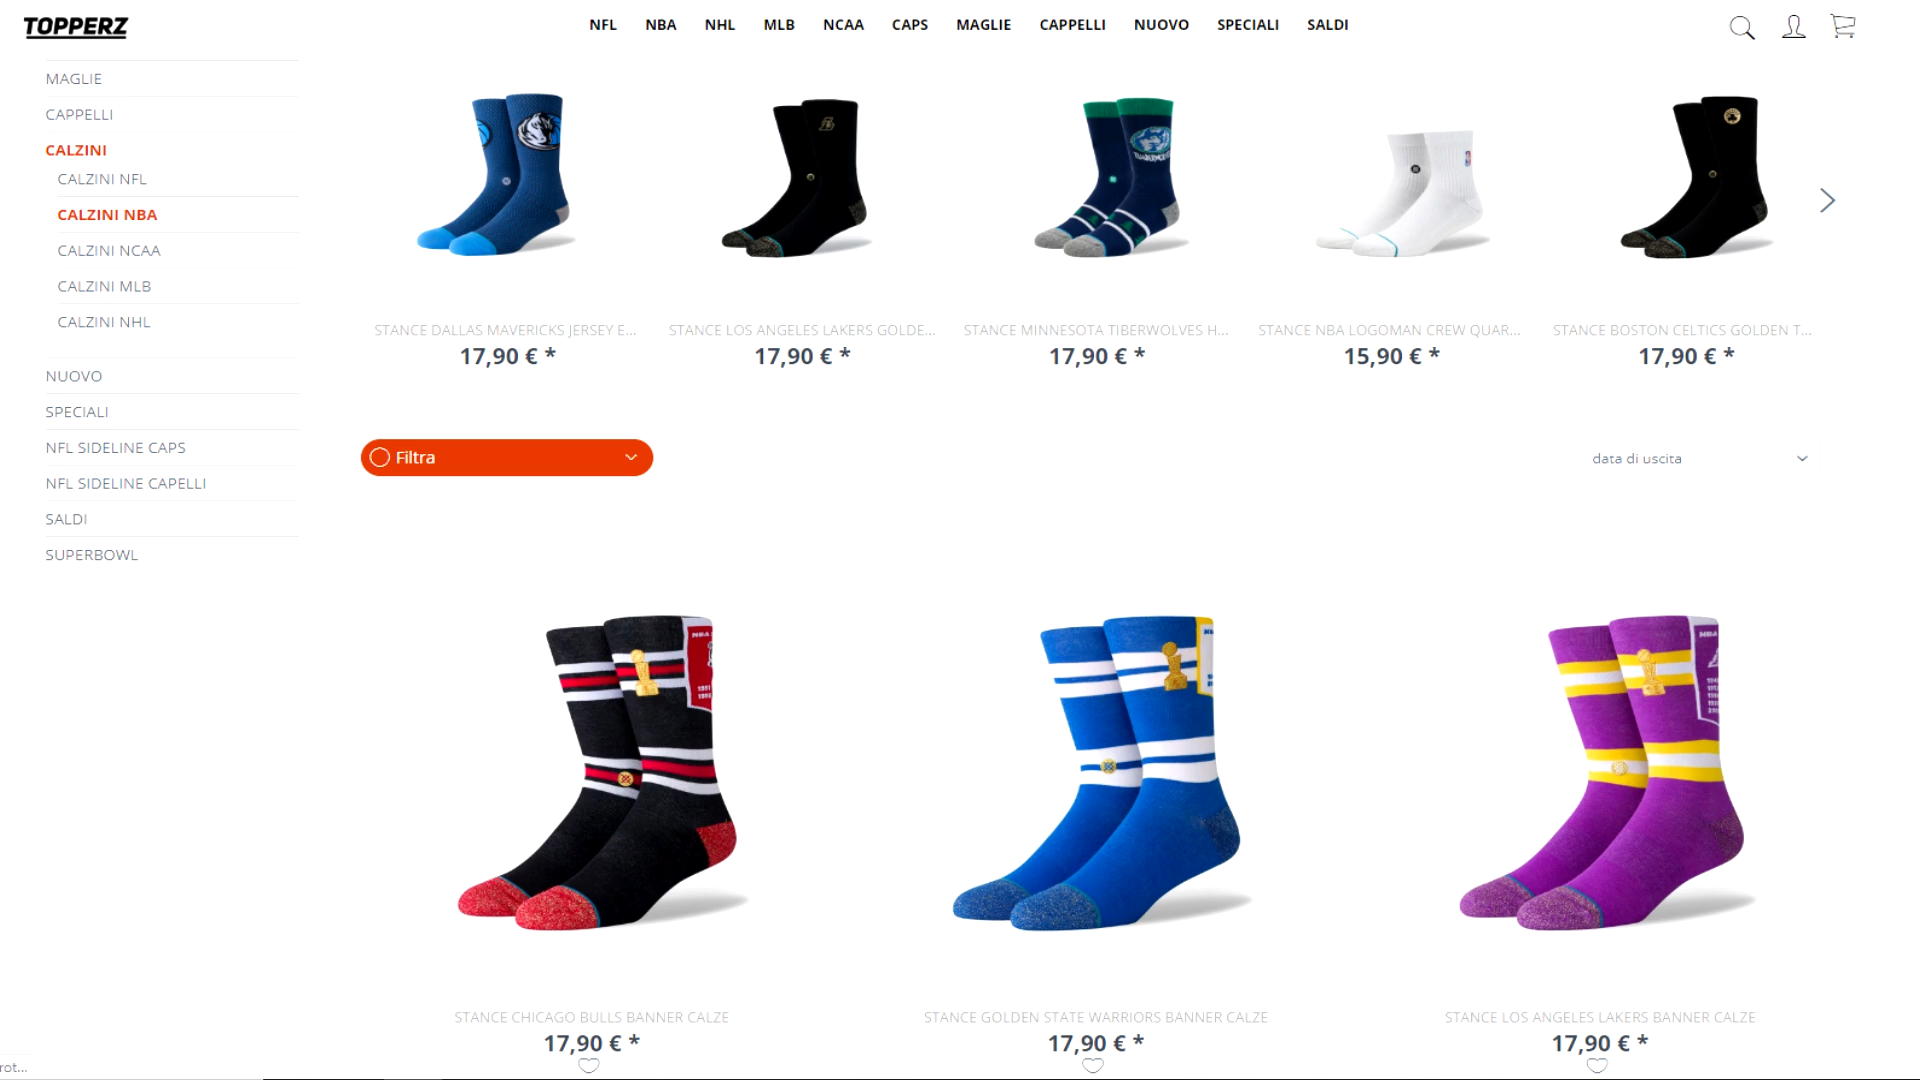 TOPPERZ
NFL NBA NHL MLB NCAA CAPS MAGLIE CAPPELLI NUOVO SPECIALI SALDI
MAGLIE
CAPPELLI
CALZINI
CALZINI NFL
CALZINI NBA
CALZINI NCAA
CALZINI MLB
CALZINI NHL
NUOVO
SPECIALI
NFL SIDELINE CAPS
NFL SIDELINE CAPELLI
SALDI
SUPERBOWL
STANCE DALLAS MAVERICKS JERSEY E...
17,90 € *
STANCE LOS ANGELES LAKERS GOLDE...
17,90 € *
STANCE MINNESOTA TIBERWOLVES H...
17,90 € *
STANCE NBA LOGOMAN CREW QUAR...
15,90 € *
STANCE BOSTON CELTICS GOLDEN T...
17,90 € *
Filtra
data di uscita
STANCE CHICAGO BULLS BANNER CALZE
17,90 € *
STANCE GOLDEN STATE WARRIORS BANNER CALZE
17,90 € *
STANCE LOS ANGELES LAKERS BANNER CALZE
17,90 € *
rot...